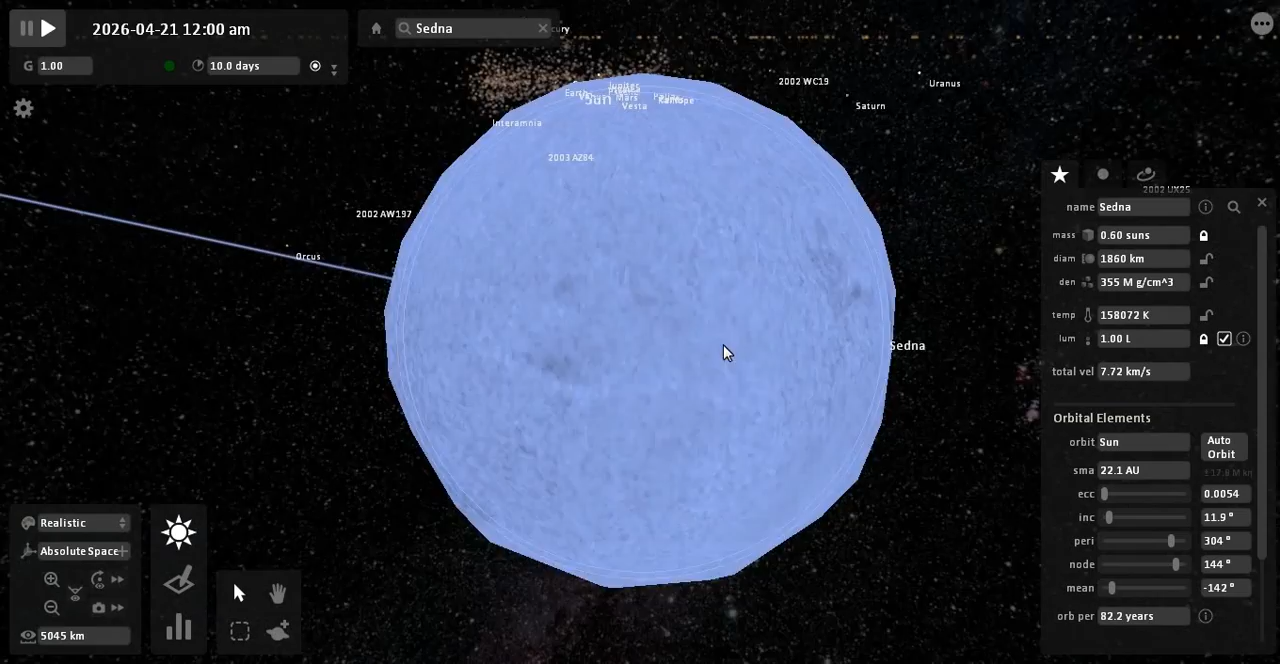 2026-04-21 12:00 am
G 1.00
10.0 days
Sedna
cury
Jupiter
Earth
Sun
Mars
Vesta
Interamnia
2003 AZ84
2002 AW197
Orcus
2002 WC19
Uranus
Saturn
Sedna
2002 UX25
name Sedna
mass 0.60 suns
diam 1860 km
den 355 M g/cm^3
temp 158072 K
lum 1.00 L
total vel 7.72 km/s
Orbital Elements
orbit Sun
Auto Orbit
sma 22.1 AU
ecc 0.0054
inc 11.9 °
peri 304 °
node 144 °
mean -142 °
orb per 82.2 years
Realistic
Absolute Space
5045 km